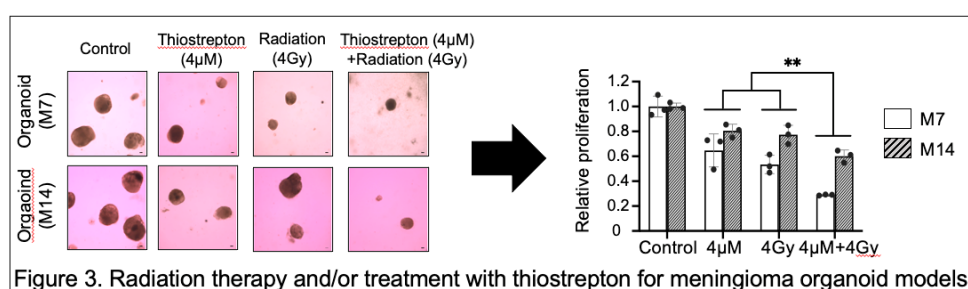 Control
Thiostrepton
(4μM)
Radiation
(4Gy)
Thiostrepton (4μM)
+Radiation (4Gy)
Organoid
(M7)
Orgaoind
(M14)
Relative proliferation
1.2
1.0
0.8
0.6
0.4
0.2
0
**
M7
M14
Control 4μM 4Gy 4μM+4Gy
Figure 3. Radiation therapy and/or treatment with thiostrepton for meningioma organoid models